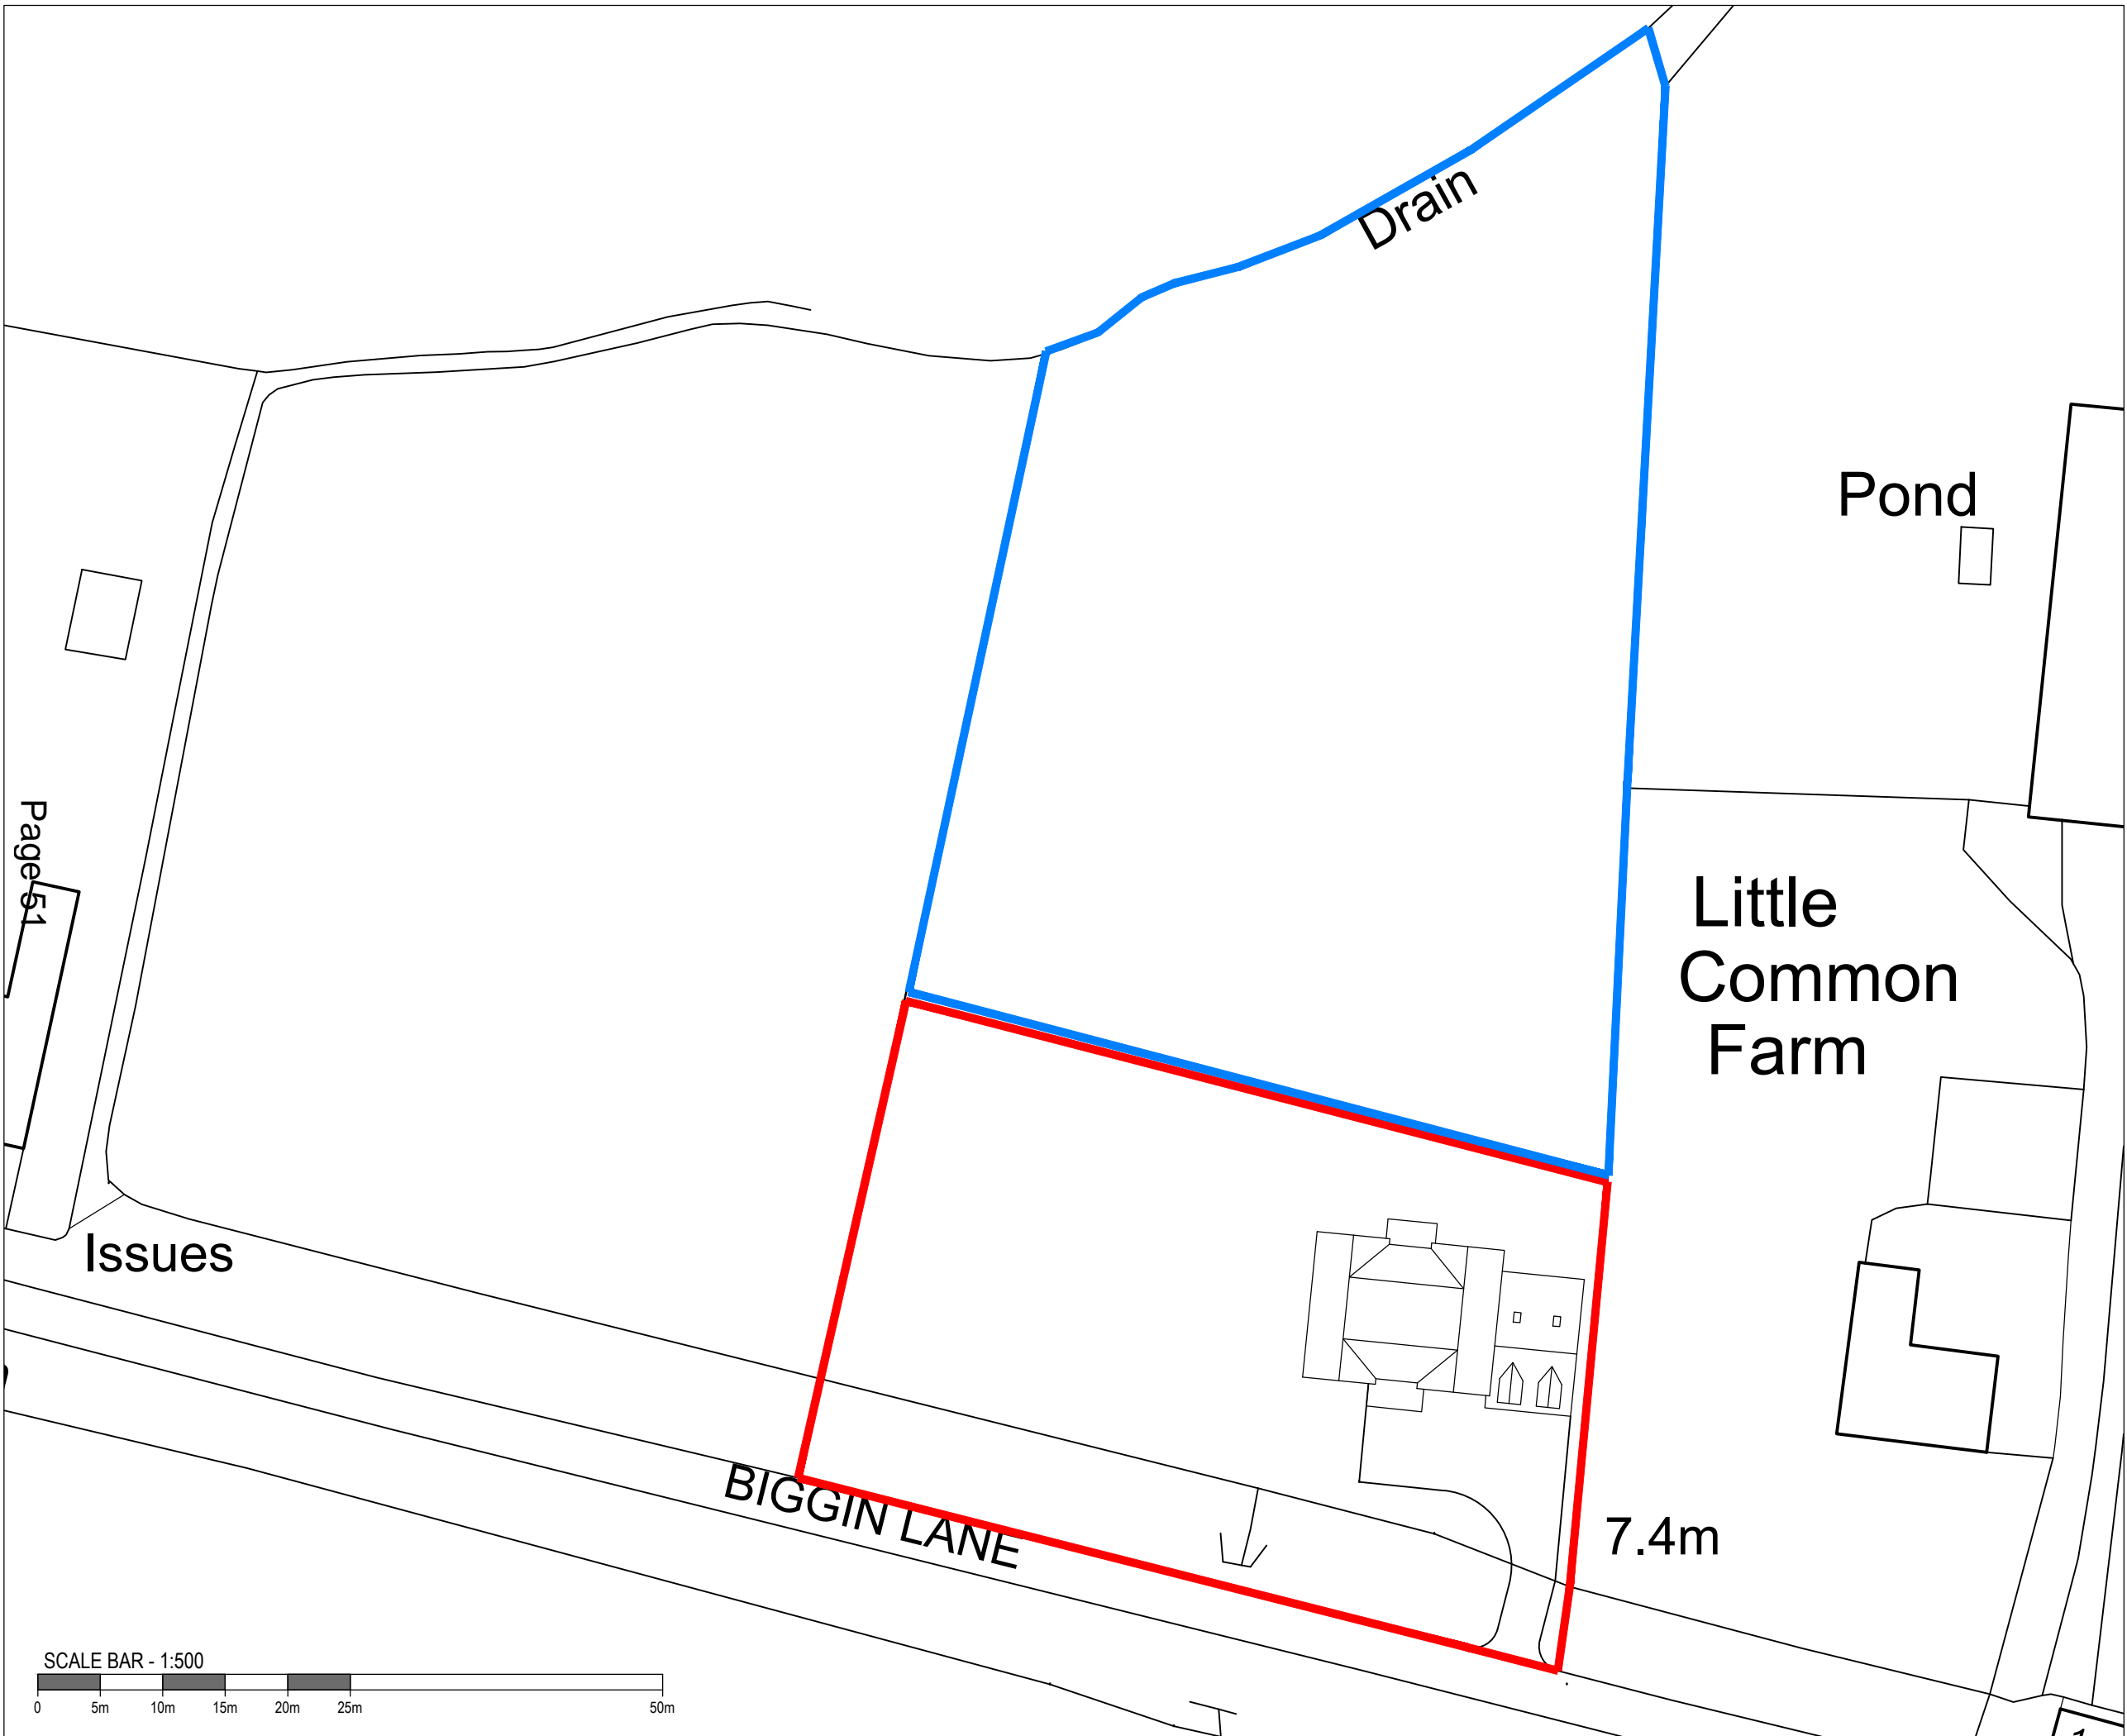 Drain
Pond
Page 51
Little
Common
Farm
Issues
BIGGIN LANE
7.4m
SCALE BAR - 1:500
0 5m 10m 15m 20m 25m 50m